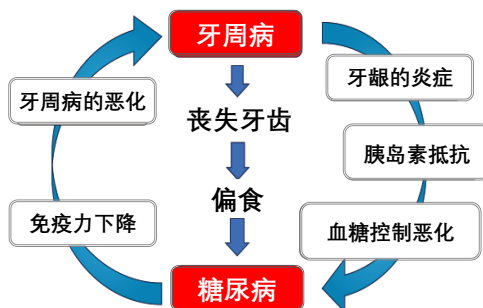 牙周病
牙周病的恶化
牙龈的炎症
丧失牙齿
胰岛素抵抗
偏食
免疫力下降
血糖控制恶化
糖尿病